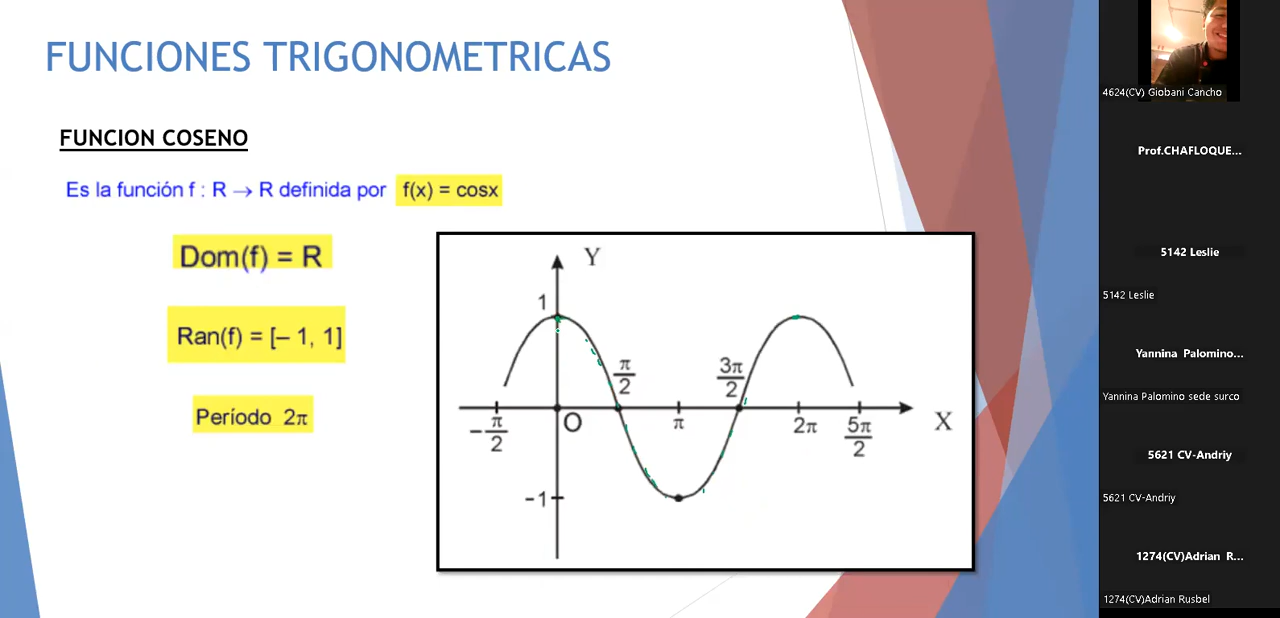 FUNCIONES TRIGONOMETRICAS
FUNCION COSENO
Es la función f : R → R definida por f(x) = cosx
Dom(f) = R
Ran(f) = [– 1, 1]
Período 2π
Y
1
π/2
3π/2
-π/2
O
π
2π
5π/2
X
-1
4624(CV) Giobani Cancho
Prof.CHAFLOQUE...
5142 Leslie
5142 Leslie
Yannina Palomino...
Yannina Palomino sede surco
5621 CV-Andriy
5621 CV-Andriy
1274(CV)Adrian R...
1274(CV)Adrian Rusbel